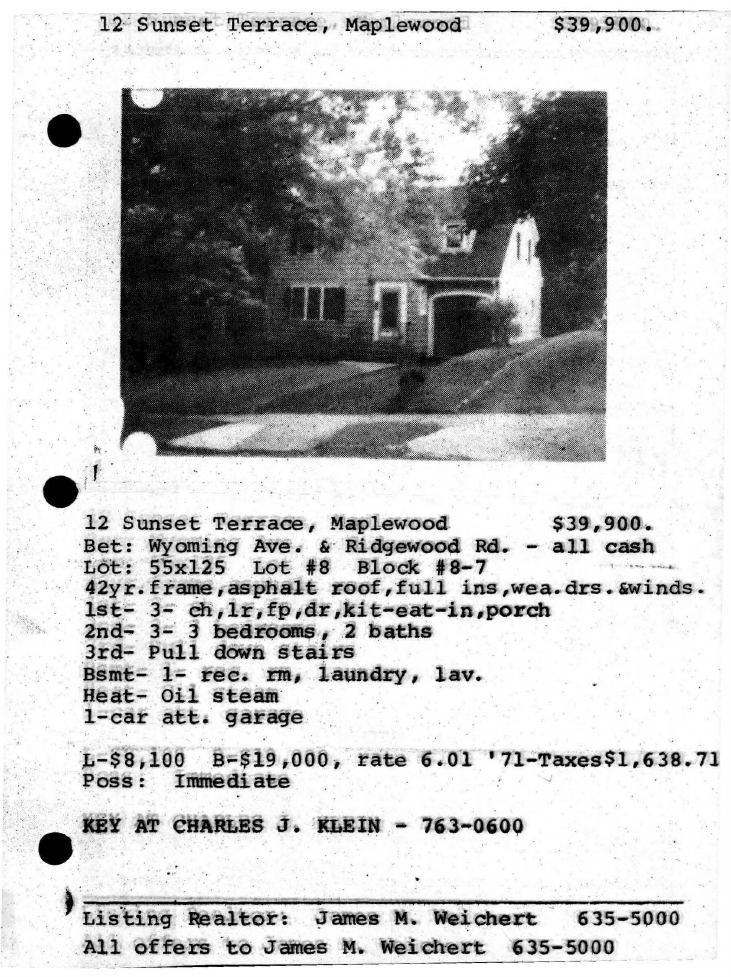 12 Sunset Terrace, Maplewood $39,900.
12 Sunset Terrace, Maplewood $39,900.
Bet: Wyoming Ave. & Ridgewood Rd. - all cash
Lot: 55x125 Lot #8 Block #8-7
42yr.frame,asphalt roof,full ins,wea.drs.&winds.
1st- 3- ch,lr,fp,dr,kit-eat-in,porch
2nd- 3- 3 bedrooms, 2 baths
3rd- Pull down stairs
Bsmt- 1- rec. rm, laundry, lav.
Heat- Oil steam
1-car att. garage
L-$8,100 B-$19,000, rate 6.01 '71-Taxes$1,638.71
Poss: Immediate
KEY AT CHARLES J. KLEIN - 763-0600
Listing Realtor: James M. Weichert 635-5000
All offers to James M. Weichert 635-5000